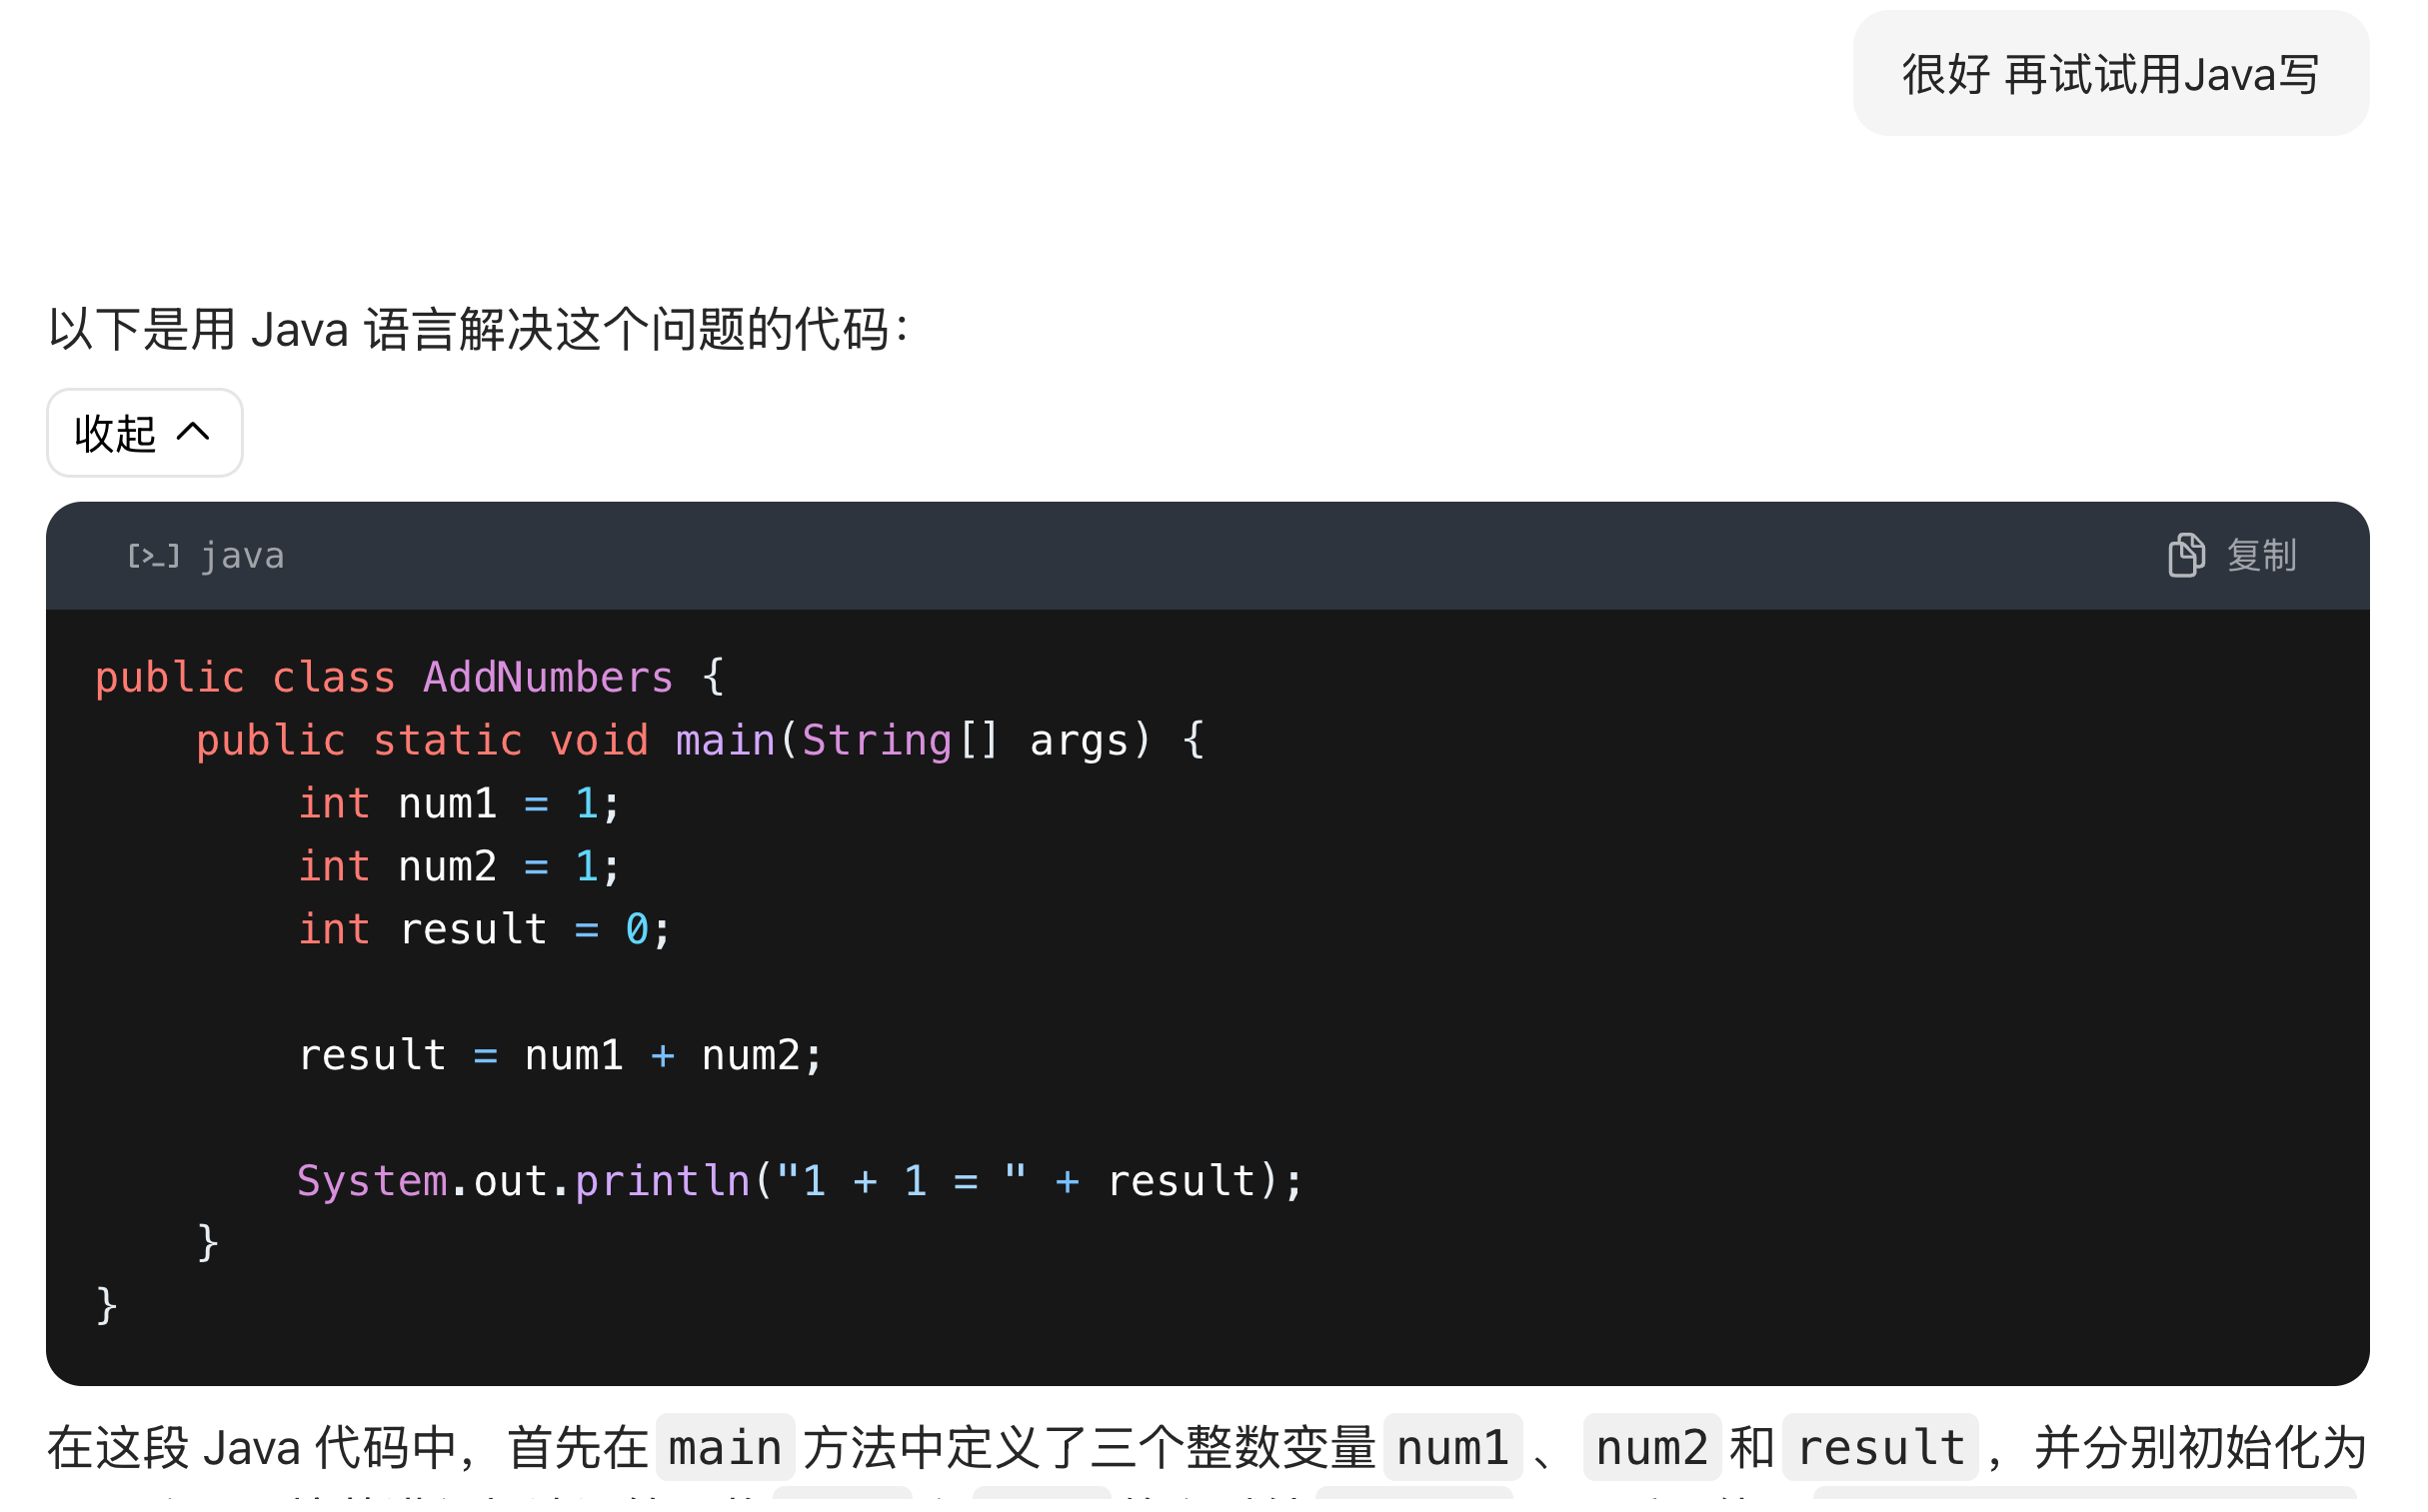 很好 再试试用Java写
以下是用 Java 语言解决这个问题的代码：
收起
java 复制
public class AddNumbers {
    public static void main(String[] args) {
        int num1 = 1;
        int num2 = 1;
        int result = 0;

        result = num1 + num2;

        System.out.println("1 + 1 = " + result);
    }
}
在这段 Java 代码中，首先在 main 方法中定义了三个整数变量 num1 、 num2 和 result ，并分别初始化为